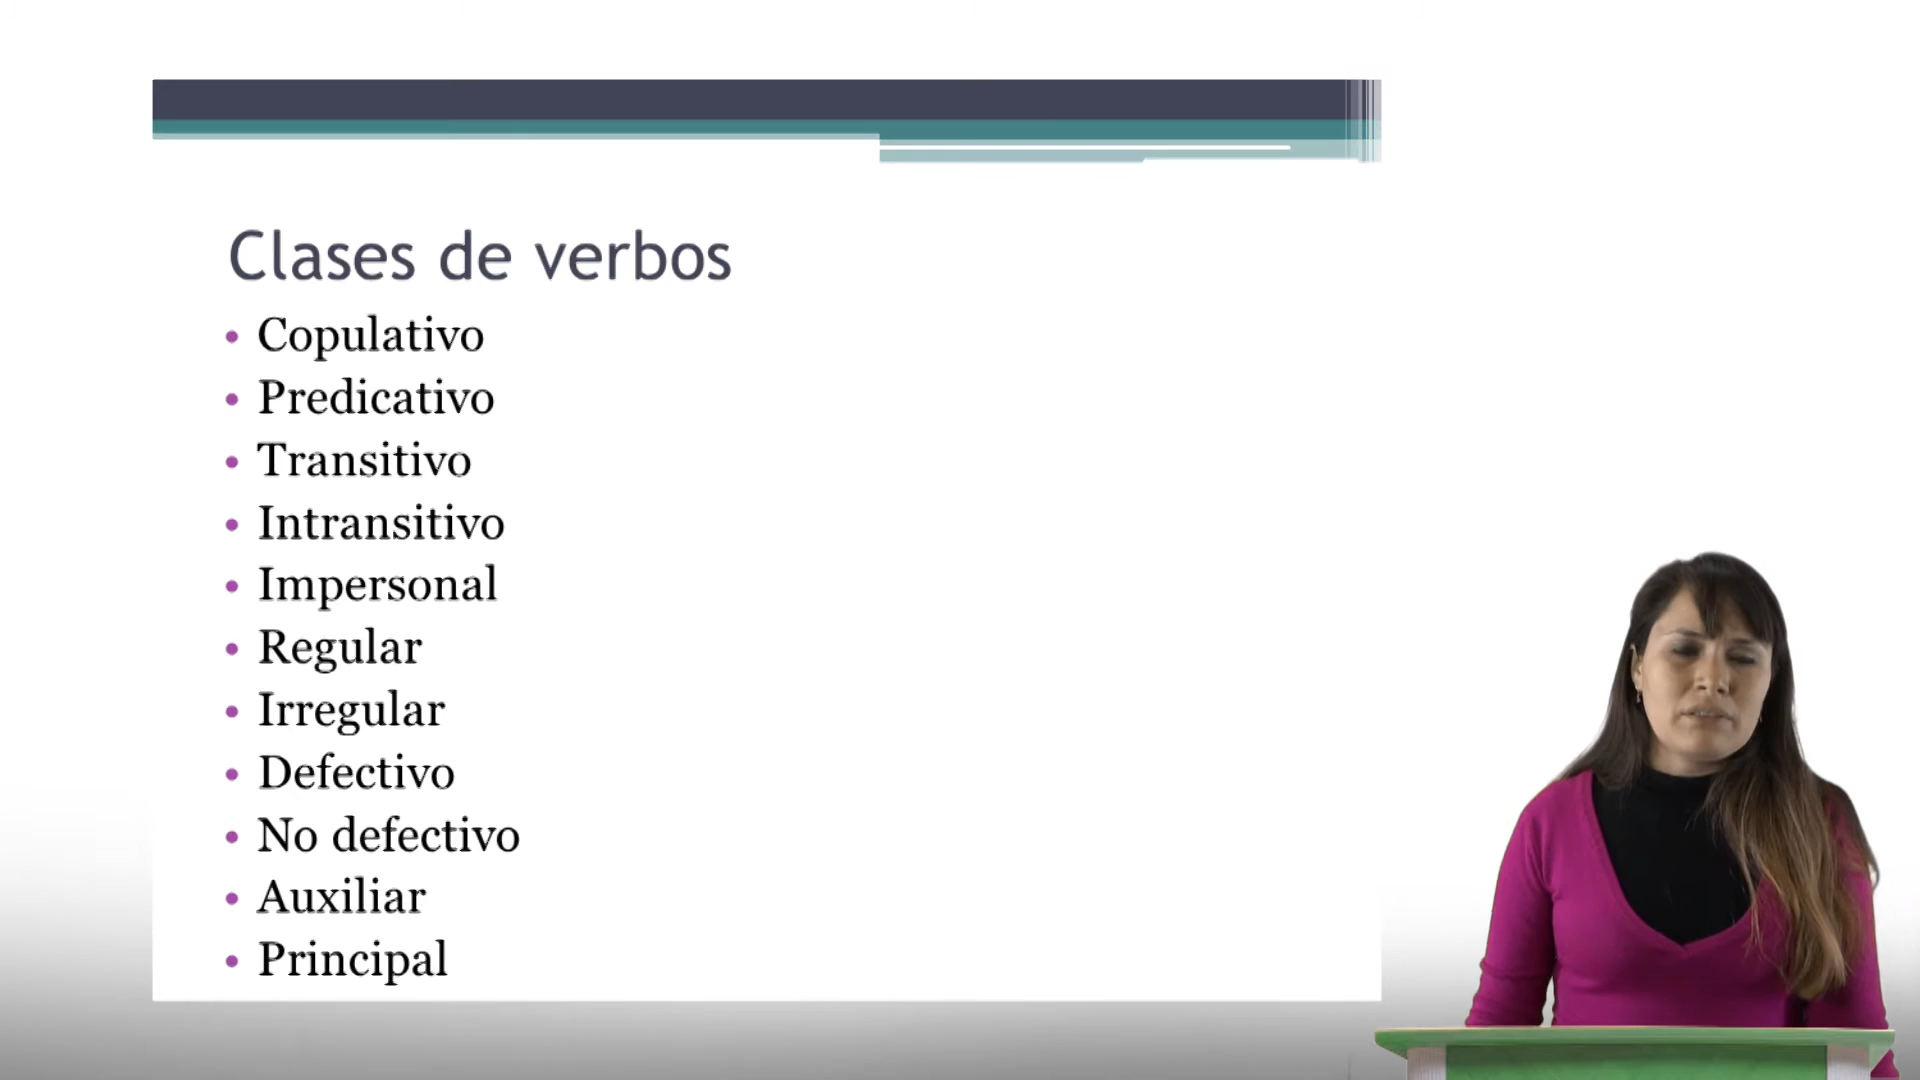 Clases de verbos
• Copulativo
• Predicativo
• Transitivo
• Intransitivo
• Impersonal
• Regular
• Irregular
• Defectivo
• No defectivo
• Auxiliar
• Principal